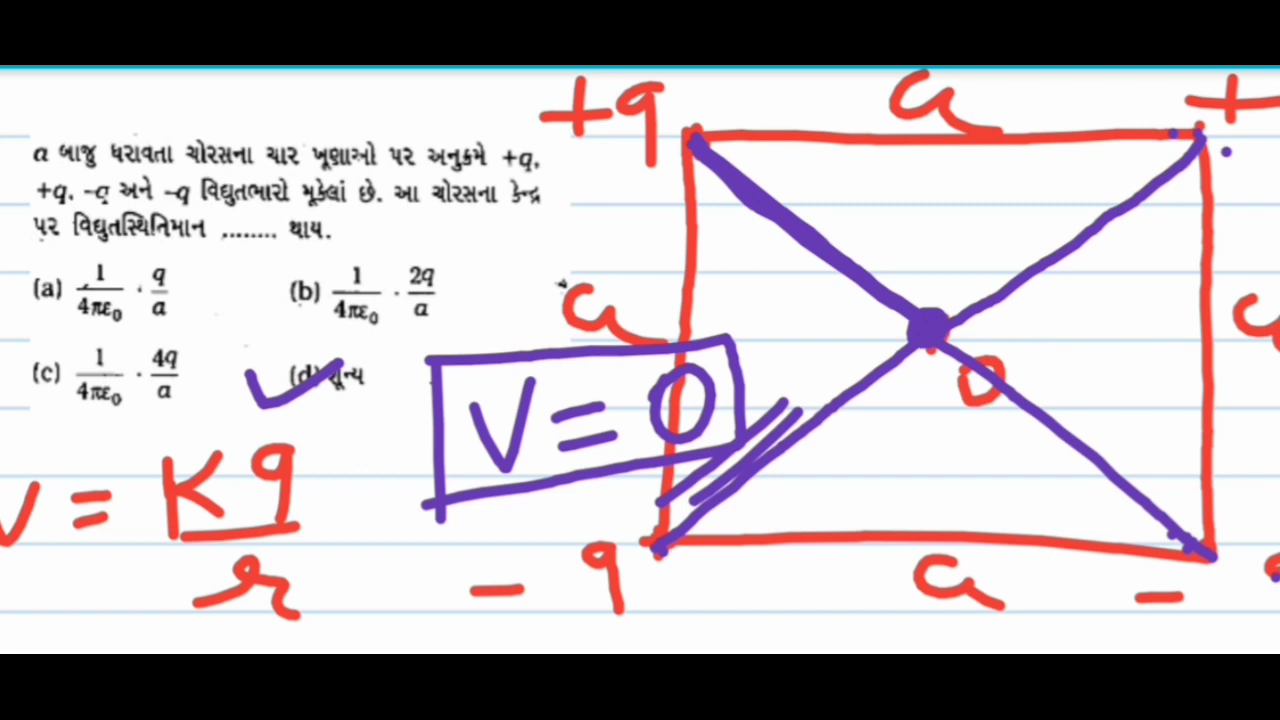 a બાજુ ધરાવતા ચોરસના ચાર ખૂણાઓ પર અનુક્રમે +q,
+q, −q અને −q વિદ્યુતભારો મૂકેલાં છે. આ ચોરસના કેન્દ્ર
પર વિદ્યુતસ્થિતિમાન ........ થાય.
(a) 1/4πε₀ · q/a (b) 1/4πε₀ · 2q/a
(c) 1/4πε₀ · 4q/a (d) શૂન્ય
V = Kq/r
V = 0
+q a +
a O a
−q a −